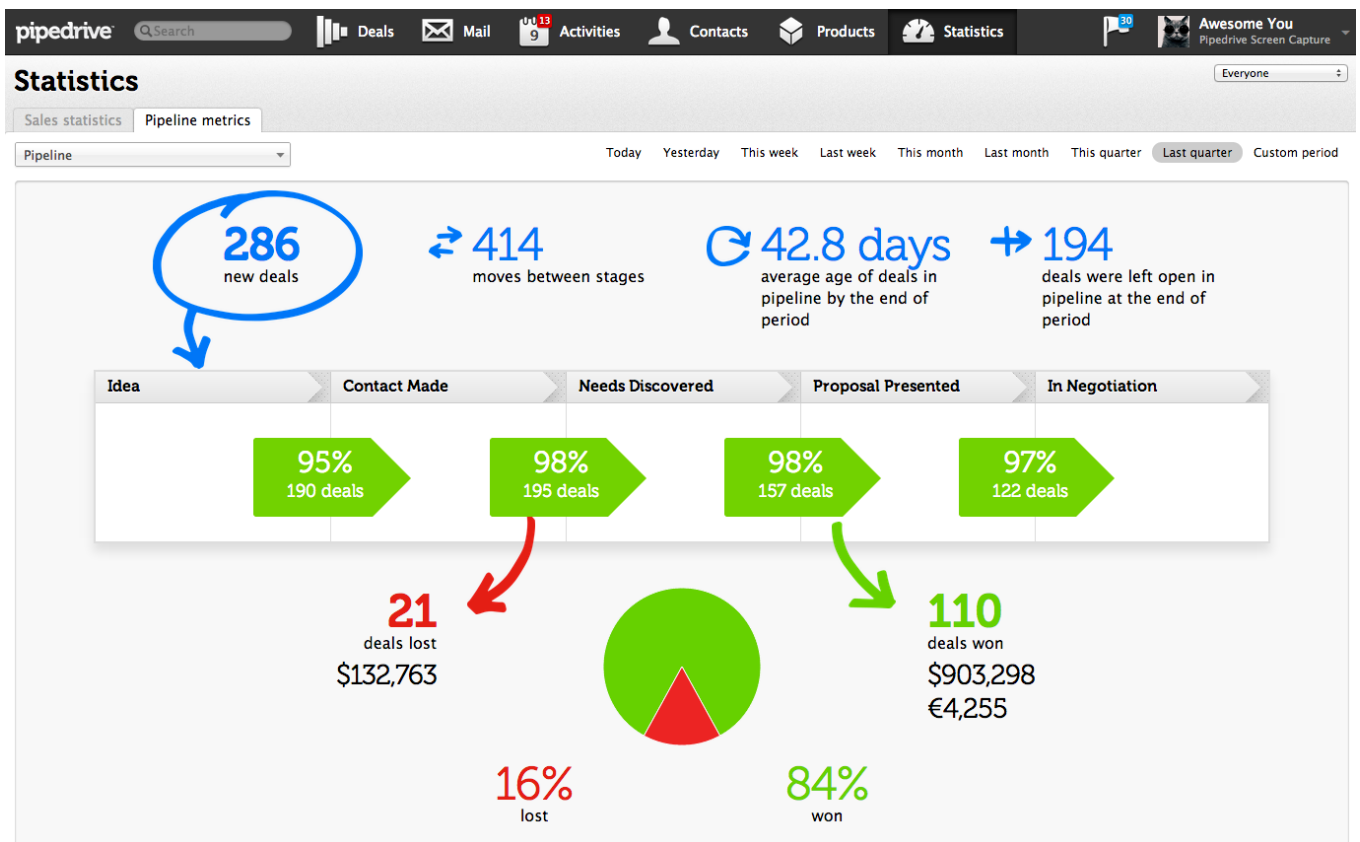 pipedrive Search Deals Mail 13 9 Activities Contacts Products Statistics 30 Awesome You
Pipedrive Screen Capture
Statistics
Everyone
Sales statistics Pipeline metrics
Pipeline Today Yesterday This week Last week This month Last month This quarter Last quarter Custom period
286
new deals
414
moves between stages
42.8 days
average age of deals in
pipeline by the end of
period
194
deals were left open in
pipeline at the end of
period
Idea Contact Made Needs Discovered Proposal Presented In Negotiation
95%
190 deals
98%
195 deals
98%
157 deals
97%
122 deals
21
deals lost
$132,763
110
deals won
$903,298
€4,255
16%
lost
84%
won